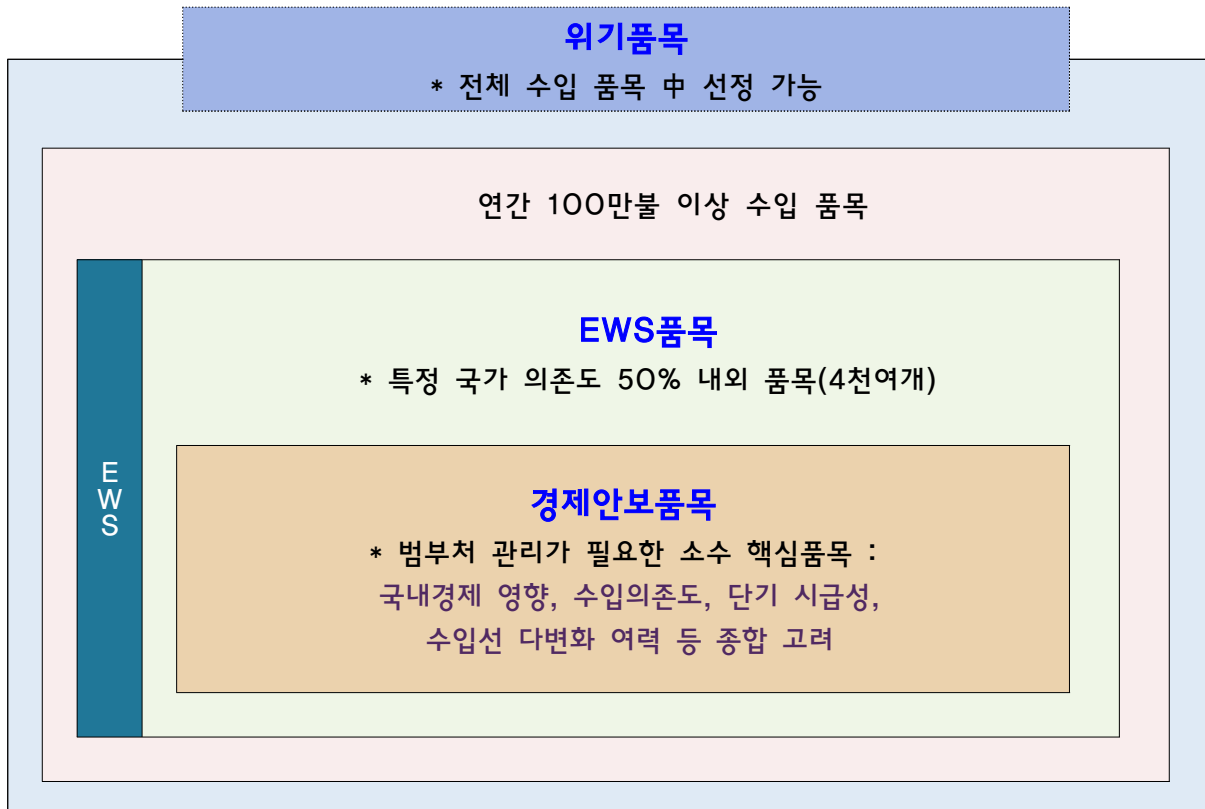 위기품목
* 전체 수입 품목 中 선정 가능
연간 100만불 이상 수입 품목
EWS품목
* 특정 국가 의존도 50% 내외 품목(4천여개)
E
W
S
경제안보품목
* 범부처 관리가 필요한 소수 핵심품목 :
국내경제 영향, 수입의존도, 단기 시급성,
수입선 다변화 여력 등 종합 고려